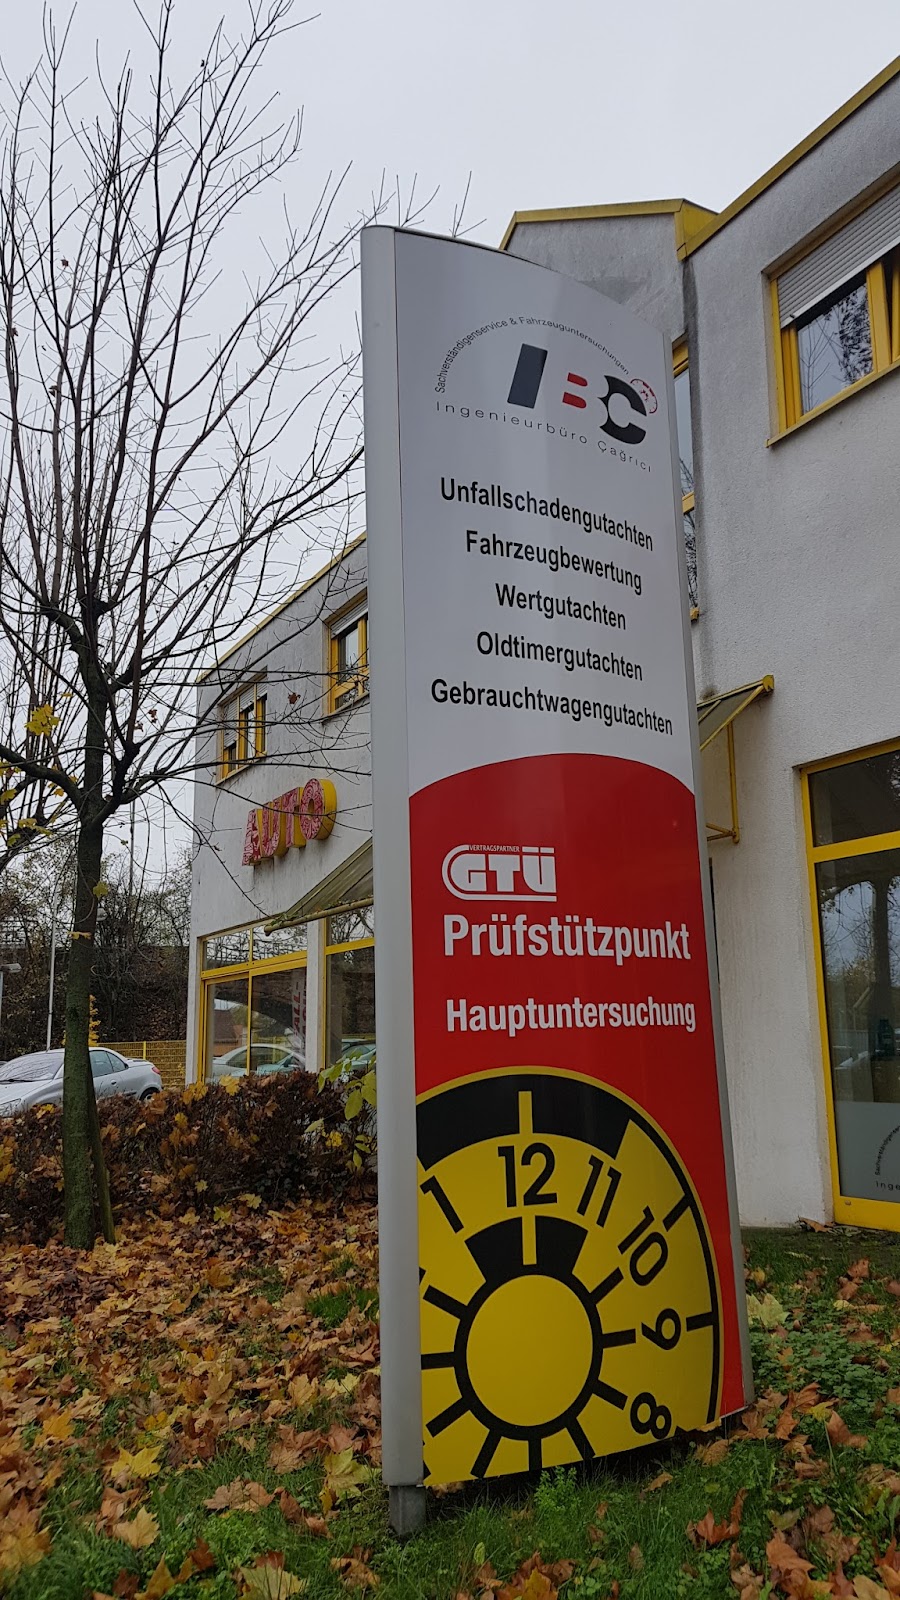 Sachverständigenservice & Fahrzeuguntersuchungen
IBC
Ingenieurbüro Çağrıcı
Unfallschadengutachten
Fahrzeugbewertung
Wertgutachten
Oldtimergutachten
Gebrauchtwagengutachten
AUTO
VERTRAGSPARTNER
GTÜ
Prüfstützpunkt
Hauptuntersuchung
1 12 11 10 9 8